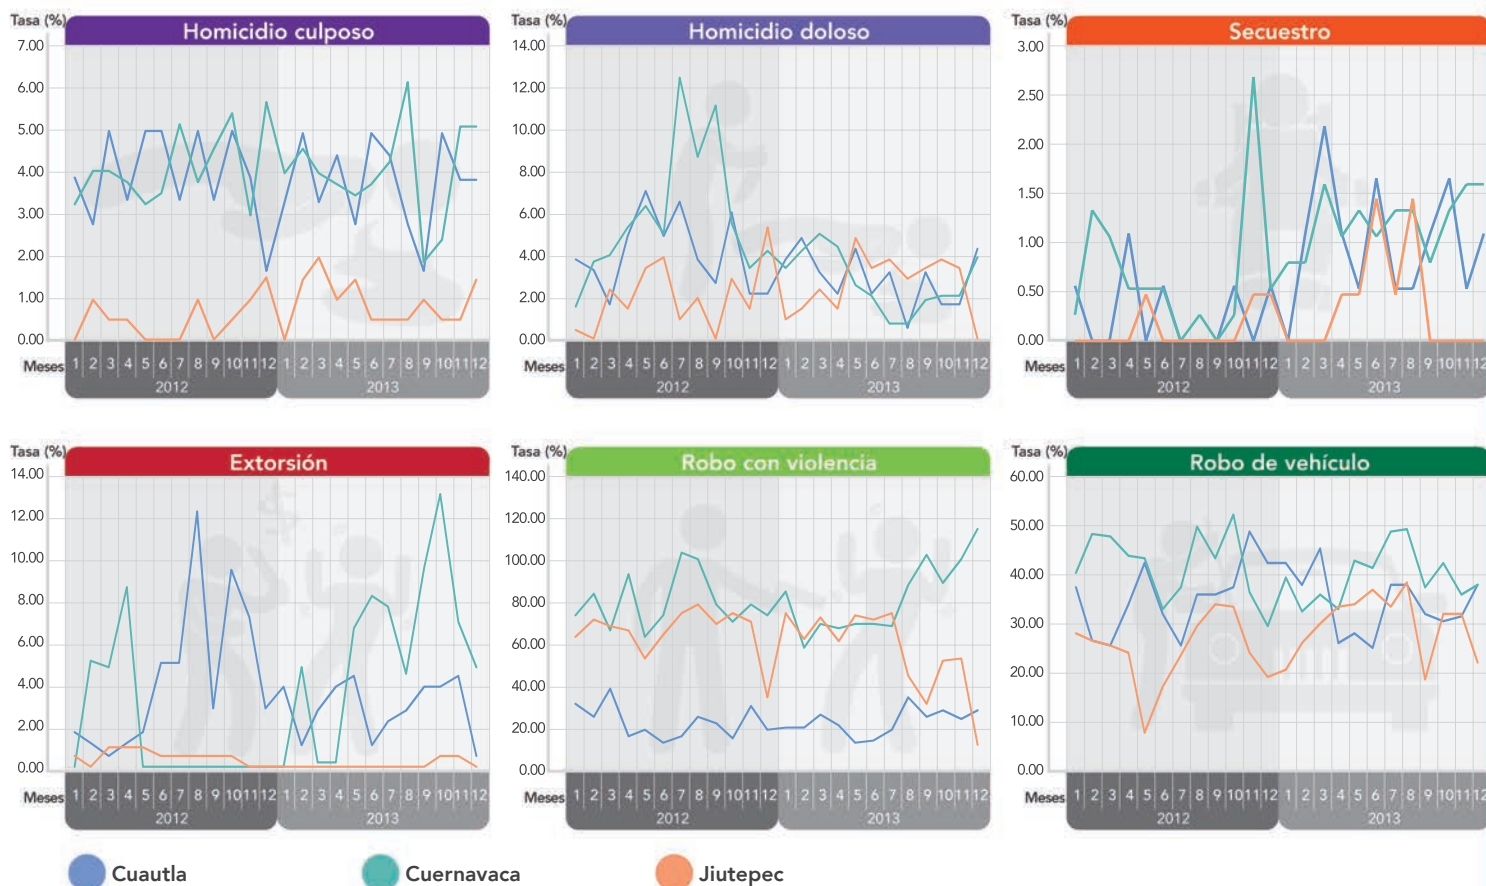 Tasa (%)
Homicidio culposo
7.00
6.00
5.00
4.00
3.00
2.00
1.00
0.00
Meses 1 2 3 4 5 6 7 8 9 10 11 12 1 2 3 4 5 6 7 8 9 10 11 12
2012 2013
Tasa (%)
Homicidio doloso
14.00
12.00
10.00
8.00
6.00
4.00
2.00
0.00
Meses 1 2 3 4 5 6 7 8 9 10 11 12 1 2 3 4 5 6 7 8 9 10 11 12
2012 2013
Tasa (%)
Secuestro
3.00
2.50
2.00
1.50
1.00
0.50
0.00
Meses 1 2 3 4 5 6 7 8 9 10 11 12 1 2 3 4 5 6 7 8 9 10 11 12
2012 2013
Tasa (%)
Extorsión
14.00
12.00
10.00
8.00
6.00
4.00
2.00
0.00
Meses 1 2 3 4 5 6 7 8 9 10 11 12 1 2 3 4 5 6 7 8 9 10 11 12
2012 2013
Tasa (%)
Robo con violencia
140.00
120.00
100.00
80.00
60.00
40.00
20.00
0.00
Meses 1 2 3 4 5 6 7 8 9 10 11 12 1 2 3 4 5 6 7 8 9 10 11 12
2012 2013
Tasa (%)
Robo de vehículo
60.00
50.00
40.00
30.00
20.00
10.00
0.00
Meses 1 2 3 4 5 6 7 8 9 10 11 12 1 2 3 4 5 6 7 8 9 10 11 12
2012 2013
Cuautla Cuernavaca Jiutepec